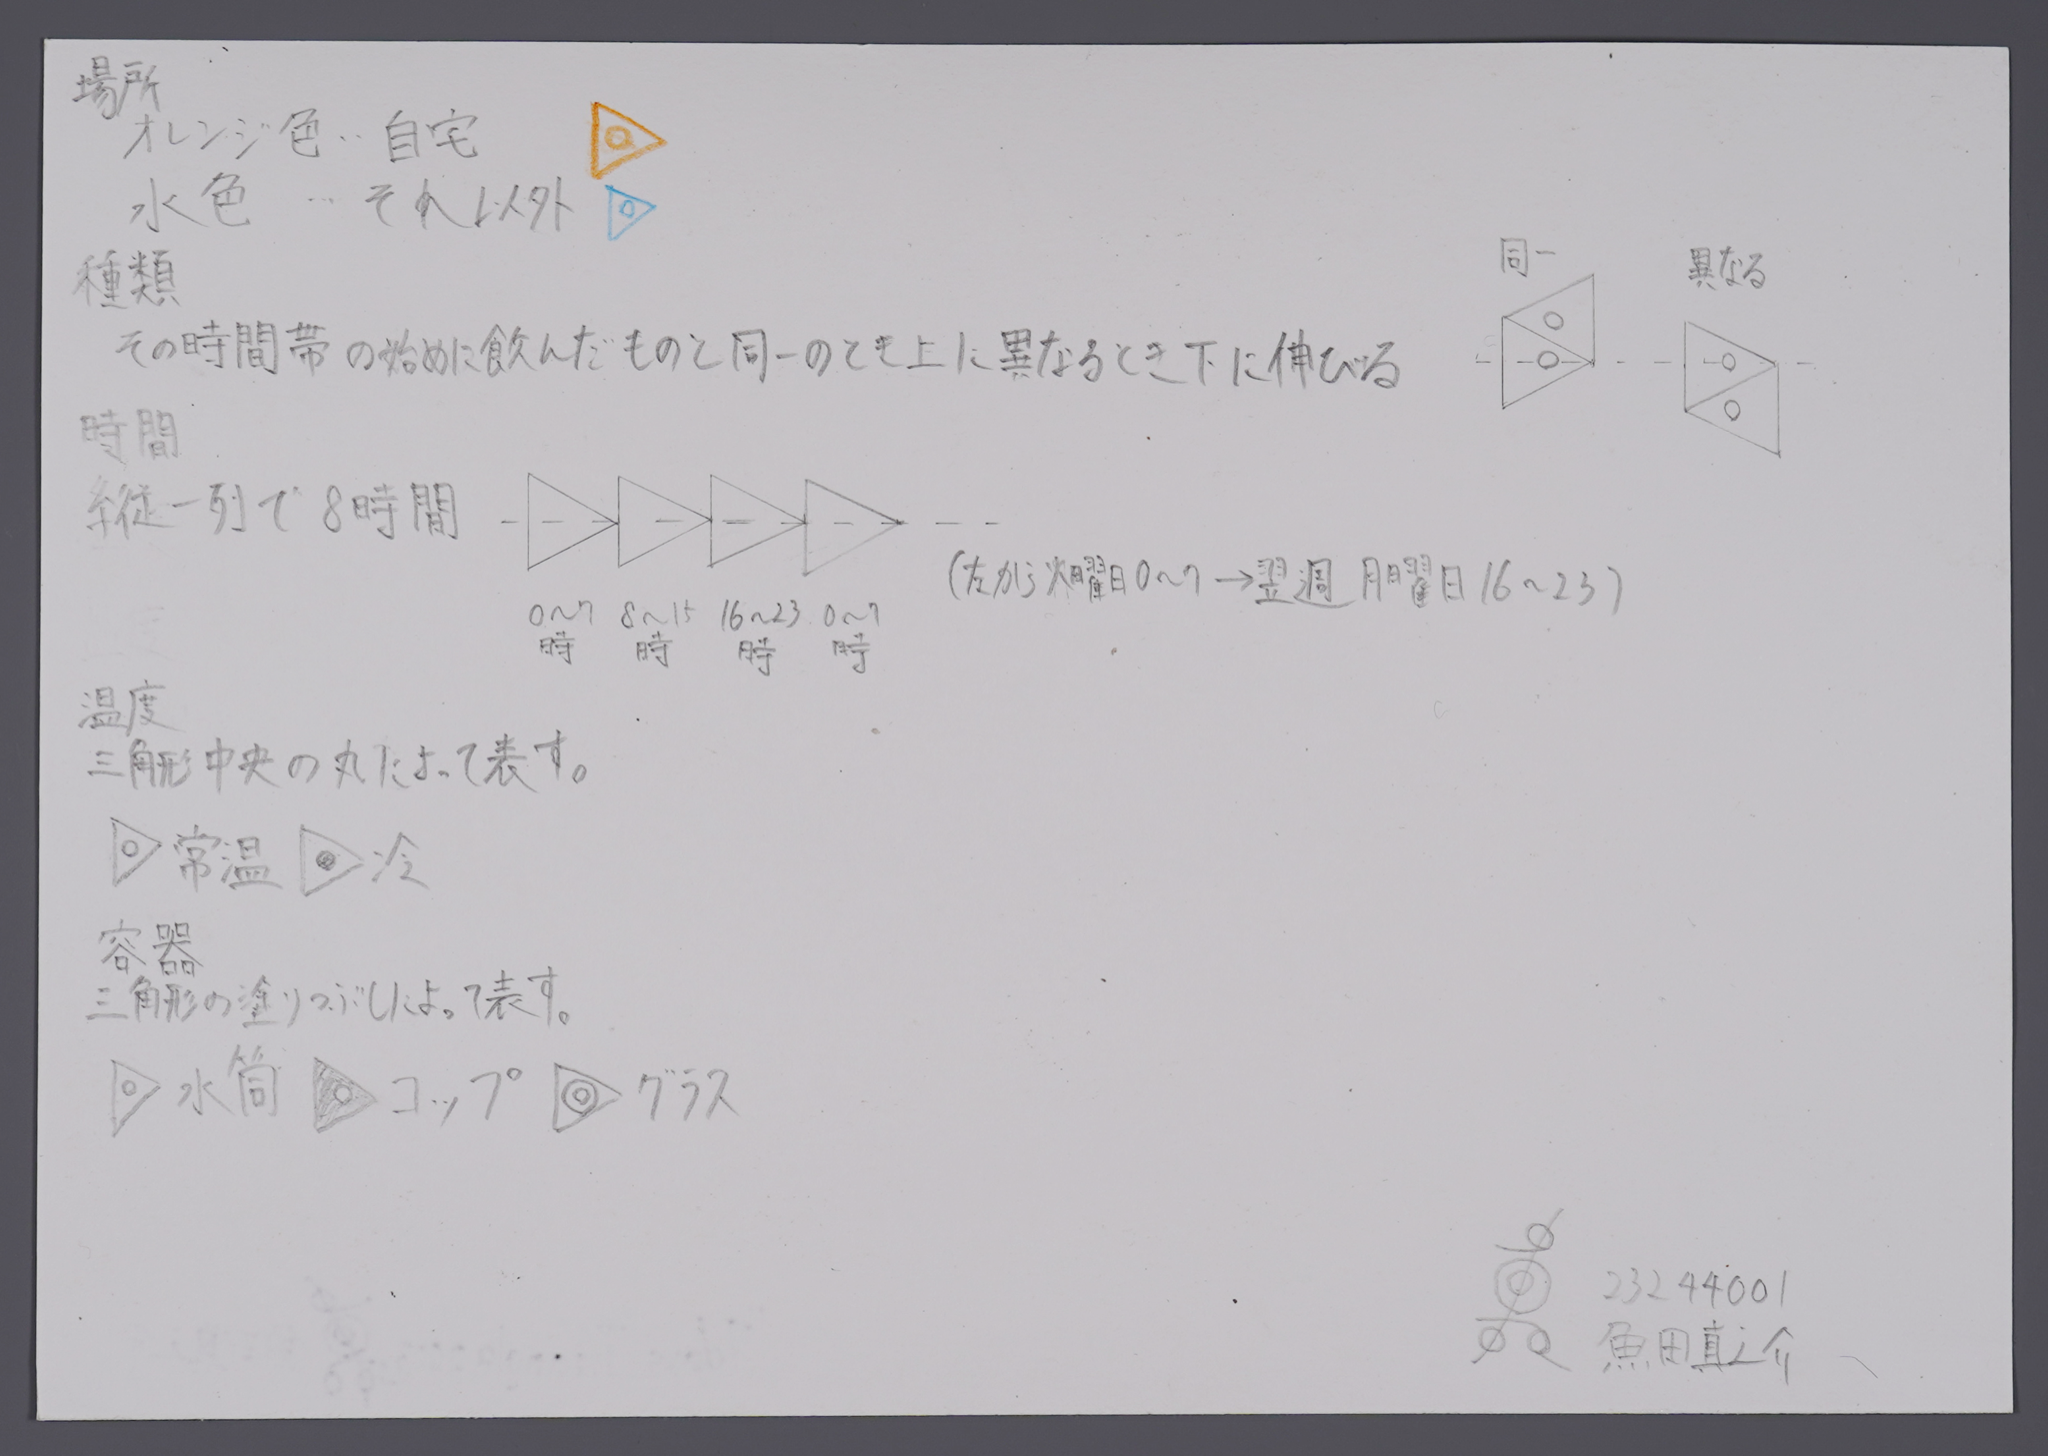 場所
オレンジ色‥自宅
水色 …それ以外
種類
その時間帯の始めに飲んだものと同一のとき上に異なるとき下に伸びる
同一
異なる
時間
縦一列で8時間
0〜7時
8〜15時
16〜23時
0〜7時
(左から火曜日0〜7→翌週月曜日16〜23)
温度
三角形中央の丸によって表す。
常温 冷
容器
三角形の塗りつぶしによって表す。
水筒 コップ グラス
23244001
魚田真之介